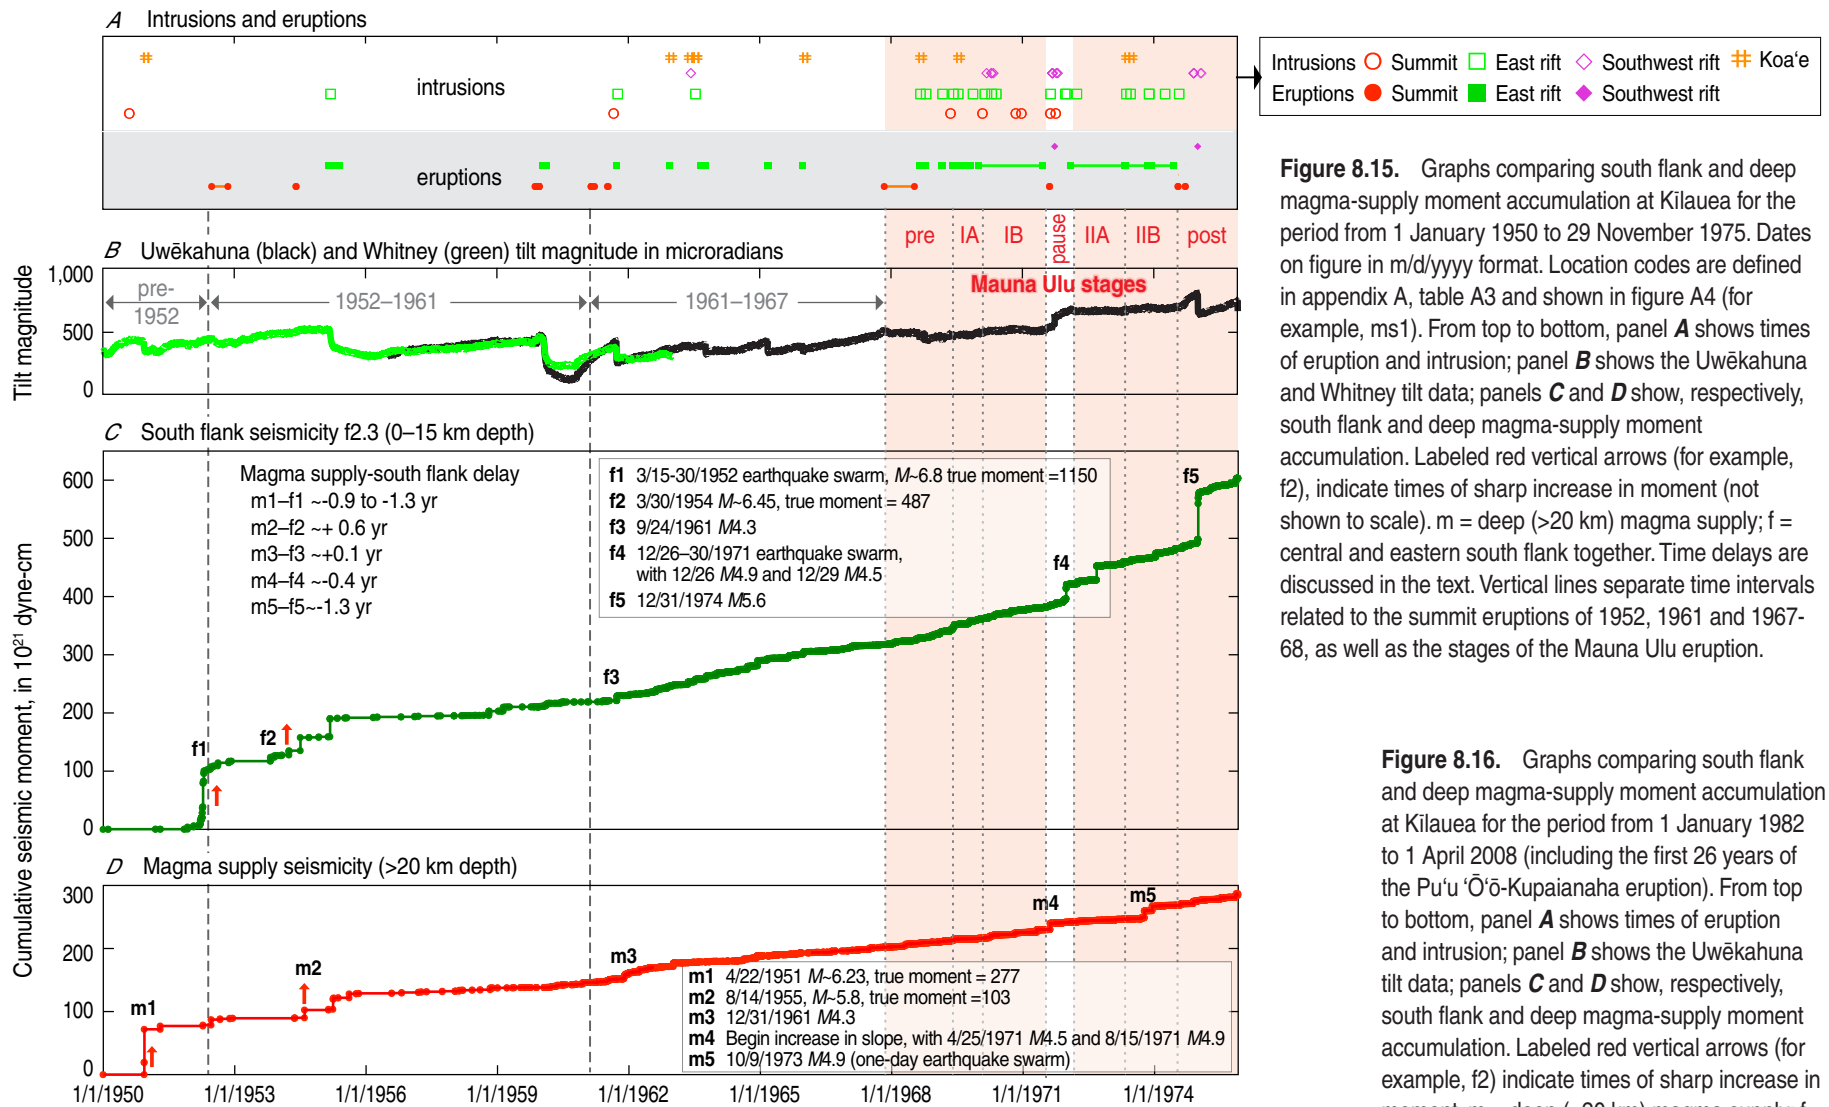 A Intrusions and eruptions
intrusions
eruptions
Intrusions Summit East rift Southwest rift Koaʻe
Eruptions Summit East rift Southwest rift
pre IA IB pause IIA IIB post
B Uwēkahuna (black) and Whitney (green) tilt magnitude in microradians
Mauna Ulu stages
Tilt magnitude
1,000
500
0
pre-
1952
1952–1961
1961–1967
C South flank seismicity f2.3 (0–15 km depth)
Cumulative seismic moment, in 10²¹ dyne-cm
600
500
400
300
200
100
0
Magma supply-south flank delay
m1–f1 ~-0.9 to -1.3 yr
m2–f2 ~+ 0.6 yr
m3–f3 ~+0.1 yr
m4–f4 ~-0.4 yr
m5–f5~-1.3 yr
f1 3/15-30/1952 earthquake swarm, M~6.8 true moment =1150
f2 3/30/1954 M~6.45, true moment = 487
f3 9/24/1961 M4.3
f4 12/26–30/1971 earthquake swarm,
with 12/26 M4.9 and 12/29 M4.5
f5 12/31/1974 M5.6
f1
f2
f3
f4
f5
D Magma supply seismicity (>20 km depth)
300
200
100
0
m1
m2
m3
m4
m5
m1 4/22/1951 M~6.23, true moment = 277
m2 8/14/1955, M~5.8, true moment =103
m3 12/31/1961 M4.3
m4 Begin increase in slope, with 4/25/1971 M4.5 and 8/15/1971 M4.9
m5 10/9/1973 M4.9 (one-day earthquake swarm)
1/1/1950 1/1/1953 1/1/1956 1/1/1959 1/1/1962 1/1/1965 1/1/1968 1/1/1971 1/1/1974
Figure 8.15. Graphs comparing south flank and deep
magma-supply moment accumulation at Kīlauea for the
period from 1 January 1950 to 29 November 1975. Dates
on figure in m/d/yyyy format. Location codes are defined
in appendix A, table A3 and shown in figure A4 (for
example, ms1). From top to bottom, panel A shows times
of eruption and intrusion; panel B shows the Uwēkahuna
and Whitney tilt data; panels C and D show, respectively,
south flank and deep magma-supply moment
accumulation. Labeled red vertical arrows (for example,
f2), indicate times of sharp increase in moment (not
shown to scale). m = deep (>20 km) magma supply; f =
central and eastern south flank together. Time delays are
discussed in the text. Vertical lines separate time intervals
related to the summit eruptions of 1952, 1961 and 1967-
68, as well as the stages of the Mauna Ulu eruption.
Figure 8.16. Graphs comparing south flank
and deep magma-supply moment accumulation
at Kīlauea for the period from 1 January 1982
to 1 April 2008 (including the first 26 years of
the Puʻu ʻŌʻō-Kupaianaha eruption). From top
to bottom, panel A shows times of eruption
and intrusion; panel B shows the Uwēkahuna
tilt data; panels C and D show, respectively,
south flank and deep magma-supply moment
accumulation. Labeled red vertical arrows (for
example, f2) indicate times of sharp increase in